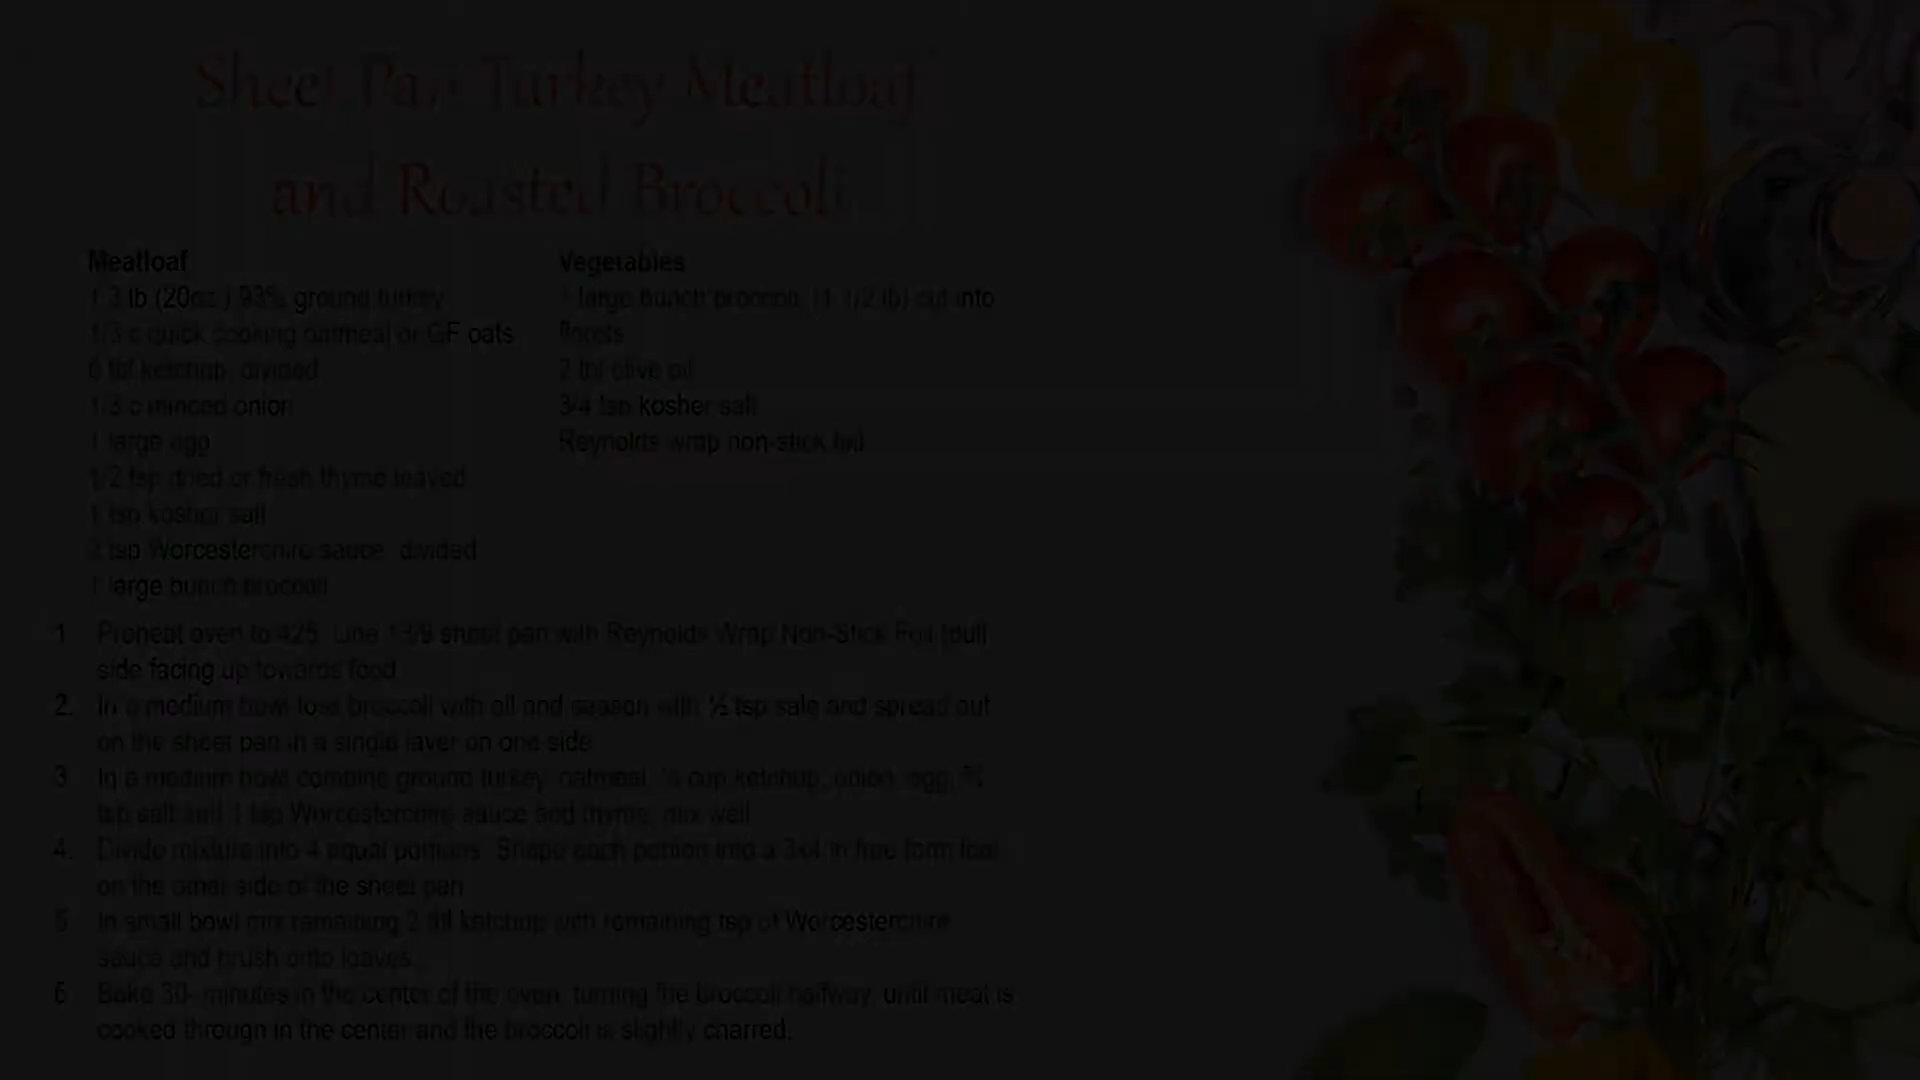 Sheet Pan Turkey Meatloaf
and Roasted Broccoli
Meatloaf
1.3 lb (20oz.) 93% ground turkey
1/3 c quick cooking oatmeal or GF oats
6 tbl ketchup, divided
1/3 c minced onion
1 large egg
1/2 tsp dried or fresh thyme leaved
1 tsp kosher salt
2 tsp Worcesterchire sauce, divided
1 large bunch broccoli
Vegetables
1 large bunch broccoli, (1 1/2 lb) cut into
florets
2 tbl olive oil
3/4 tsp kosher salt
Reynolds wrap non-stick foil
1. Preheat oven to 425. Line 13/9 sheet pan with Reynolds Wrap Non-Stick Foil (dull
side facing up towards food
2. In a medium bowl toss broccoli with oil and season with ½ tsp sale and spread out
on the sheet pan in a single layer on one side
3. In a medium bowl combine ground turkey, oatmeal, cup ketchup, onion, egg, ¾
tsp salt and 1 tsp Worcesterchire sauce and thyme, mix well
4. Divide mixture into 4 equal portions. Shape each portion into a 3x4 in free form loaf
on the other side of the sheet pan
5. In small bowl mix remaining 2 tbl ketchup with remaining tsp of Worcesterchire
sauce and brush onto loaves.
6. Bake 30- minutes in the center of the oven, turning the broccoli halfway, until meat is
cooked through in the center and the broccoli is slightly charred.